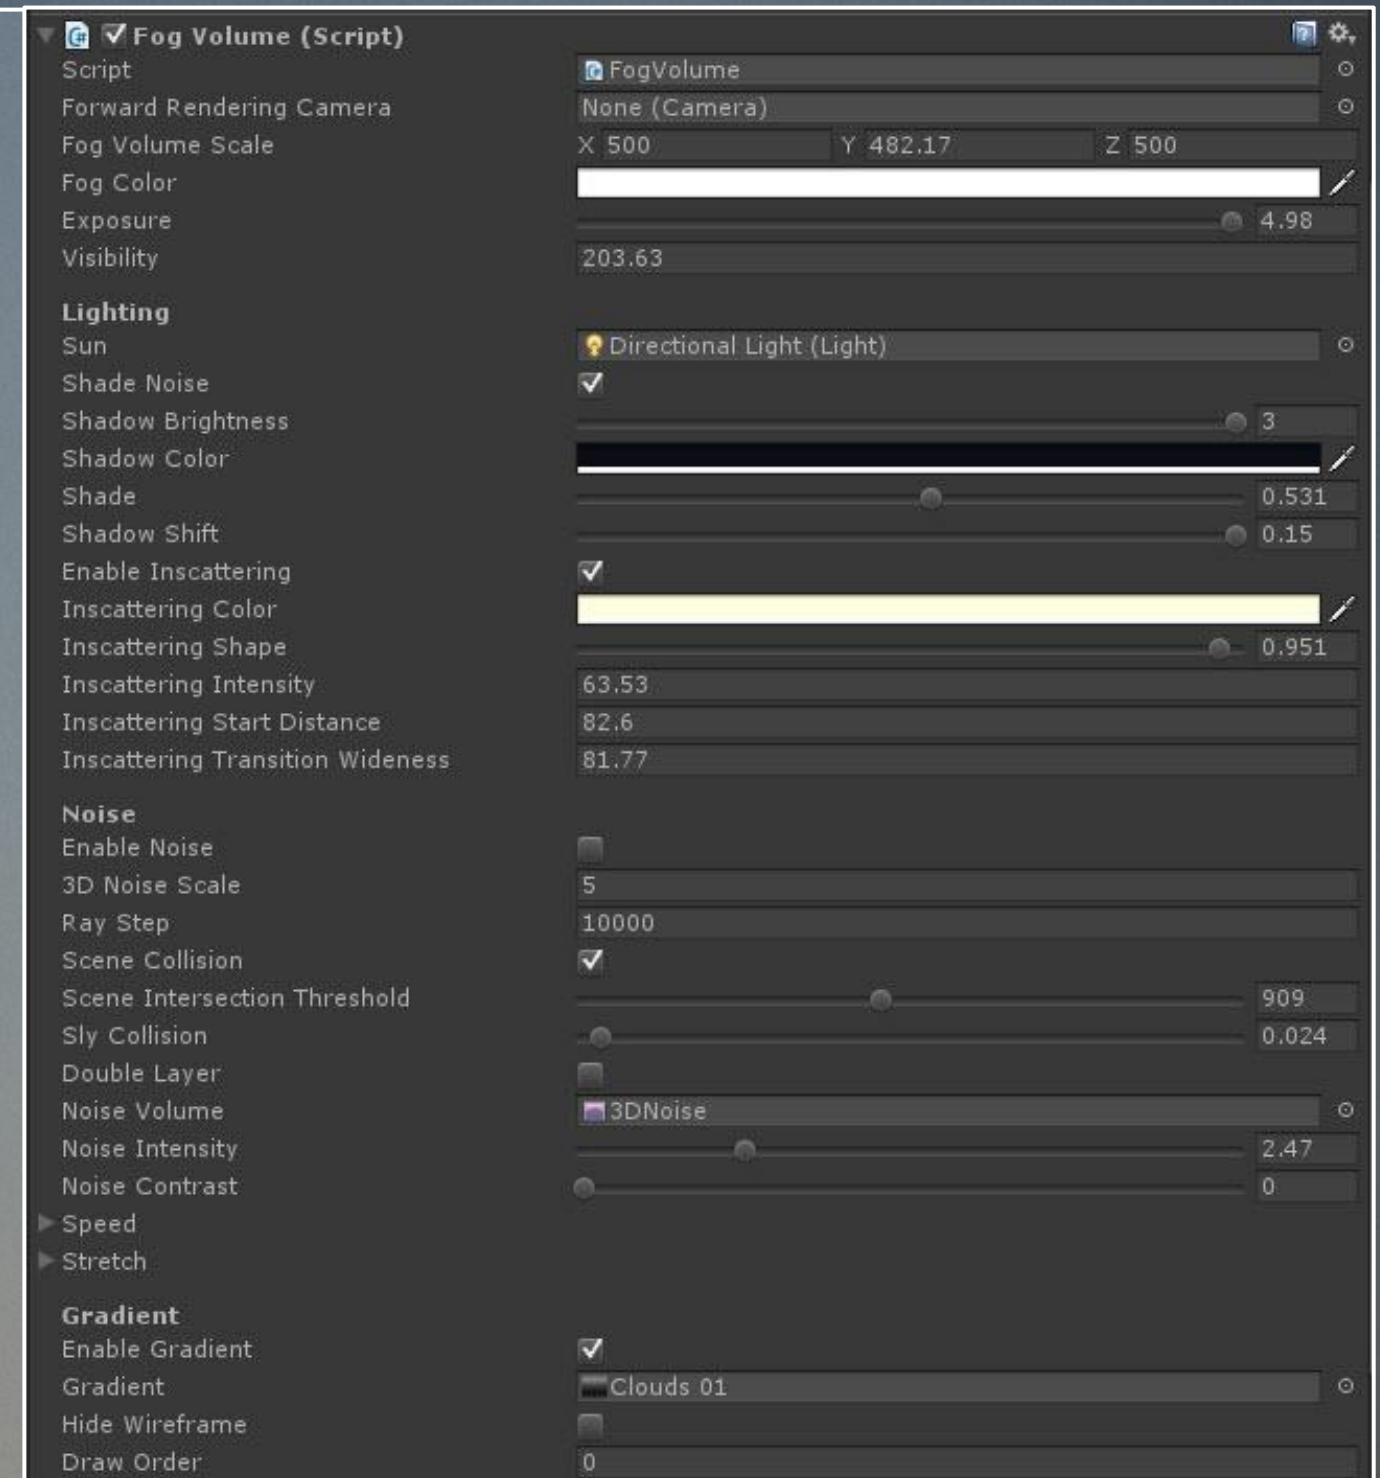 Fog Volume (Script)
Script FogVolume
Forward Rendering Camera None (Camera)
Fog Volume Scale X 500 Y 482.17 Z 500
Fog Color
Exposure 4.98
Visibility 203.63
Lighting
Sun Directional Light (Light)
Shade Noise
Shadow Brightness 3
Shadow Color
Shade 0.531
Shadow Shift 0.15
Enable Inscattering
Inscattering Color
Inscattering Shape 0.951
Inscattering Intensity 63.53
Inscattering Start Distance 82.6
Inscattering Transition Wideness 81.77
Noise
Enable Noise
3D Noise Scale 5
Ray Step 10000
Scene Collision
Scene Intersection Threshold 909
Sly Collision 0.024
Double Layer
Noise Volume 3DNoise
Noise Intensity 2.47
Noise Contrast 0
Speed
Stretch
Gradient
Enable Gradient
Gradient Clouds 01
Hide Wireframe
Draw Order 0